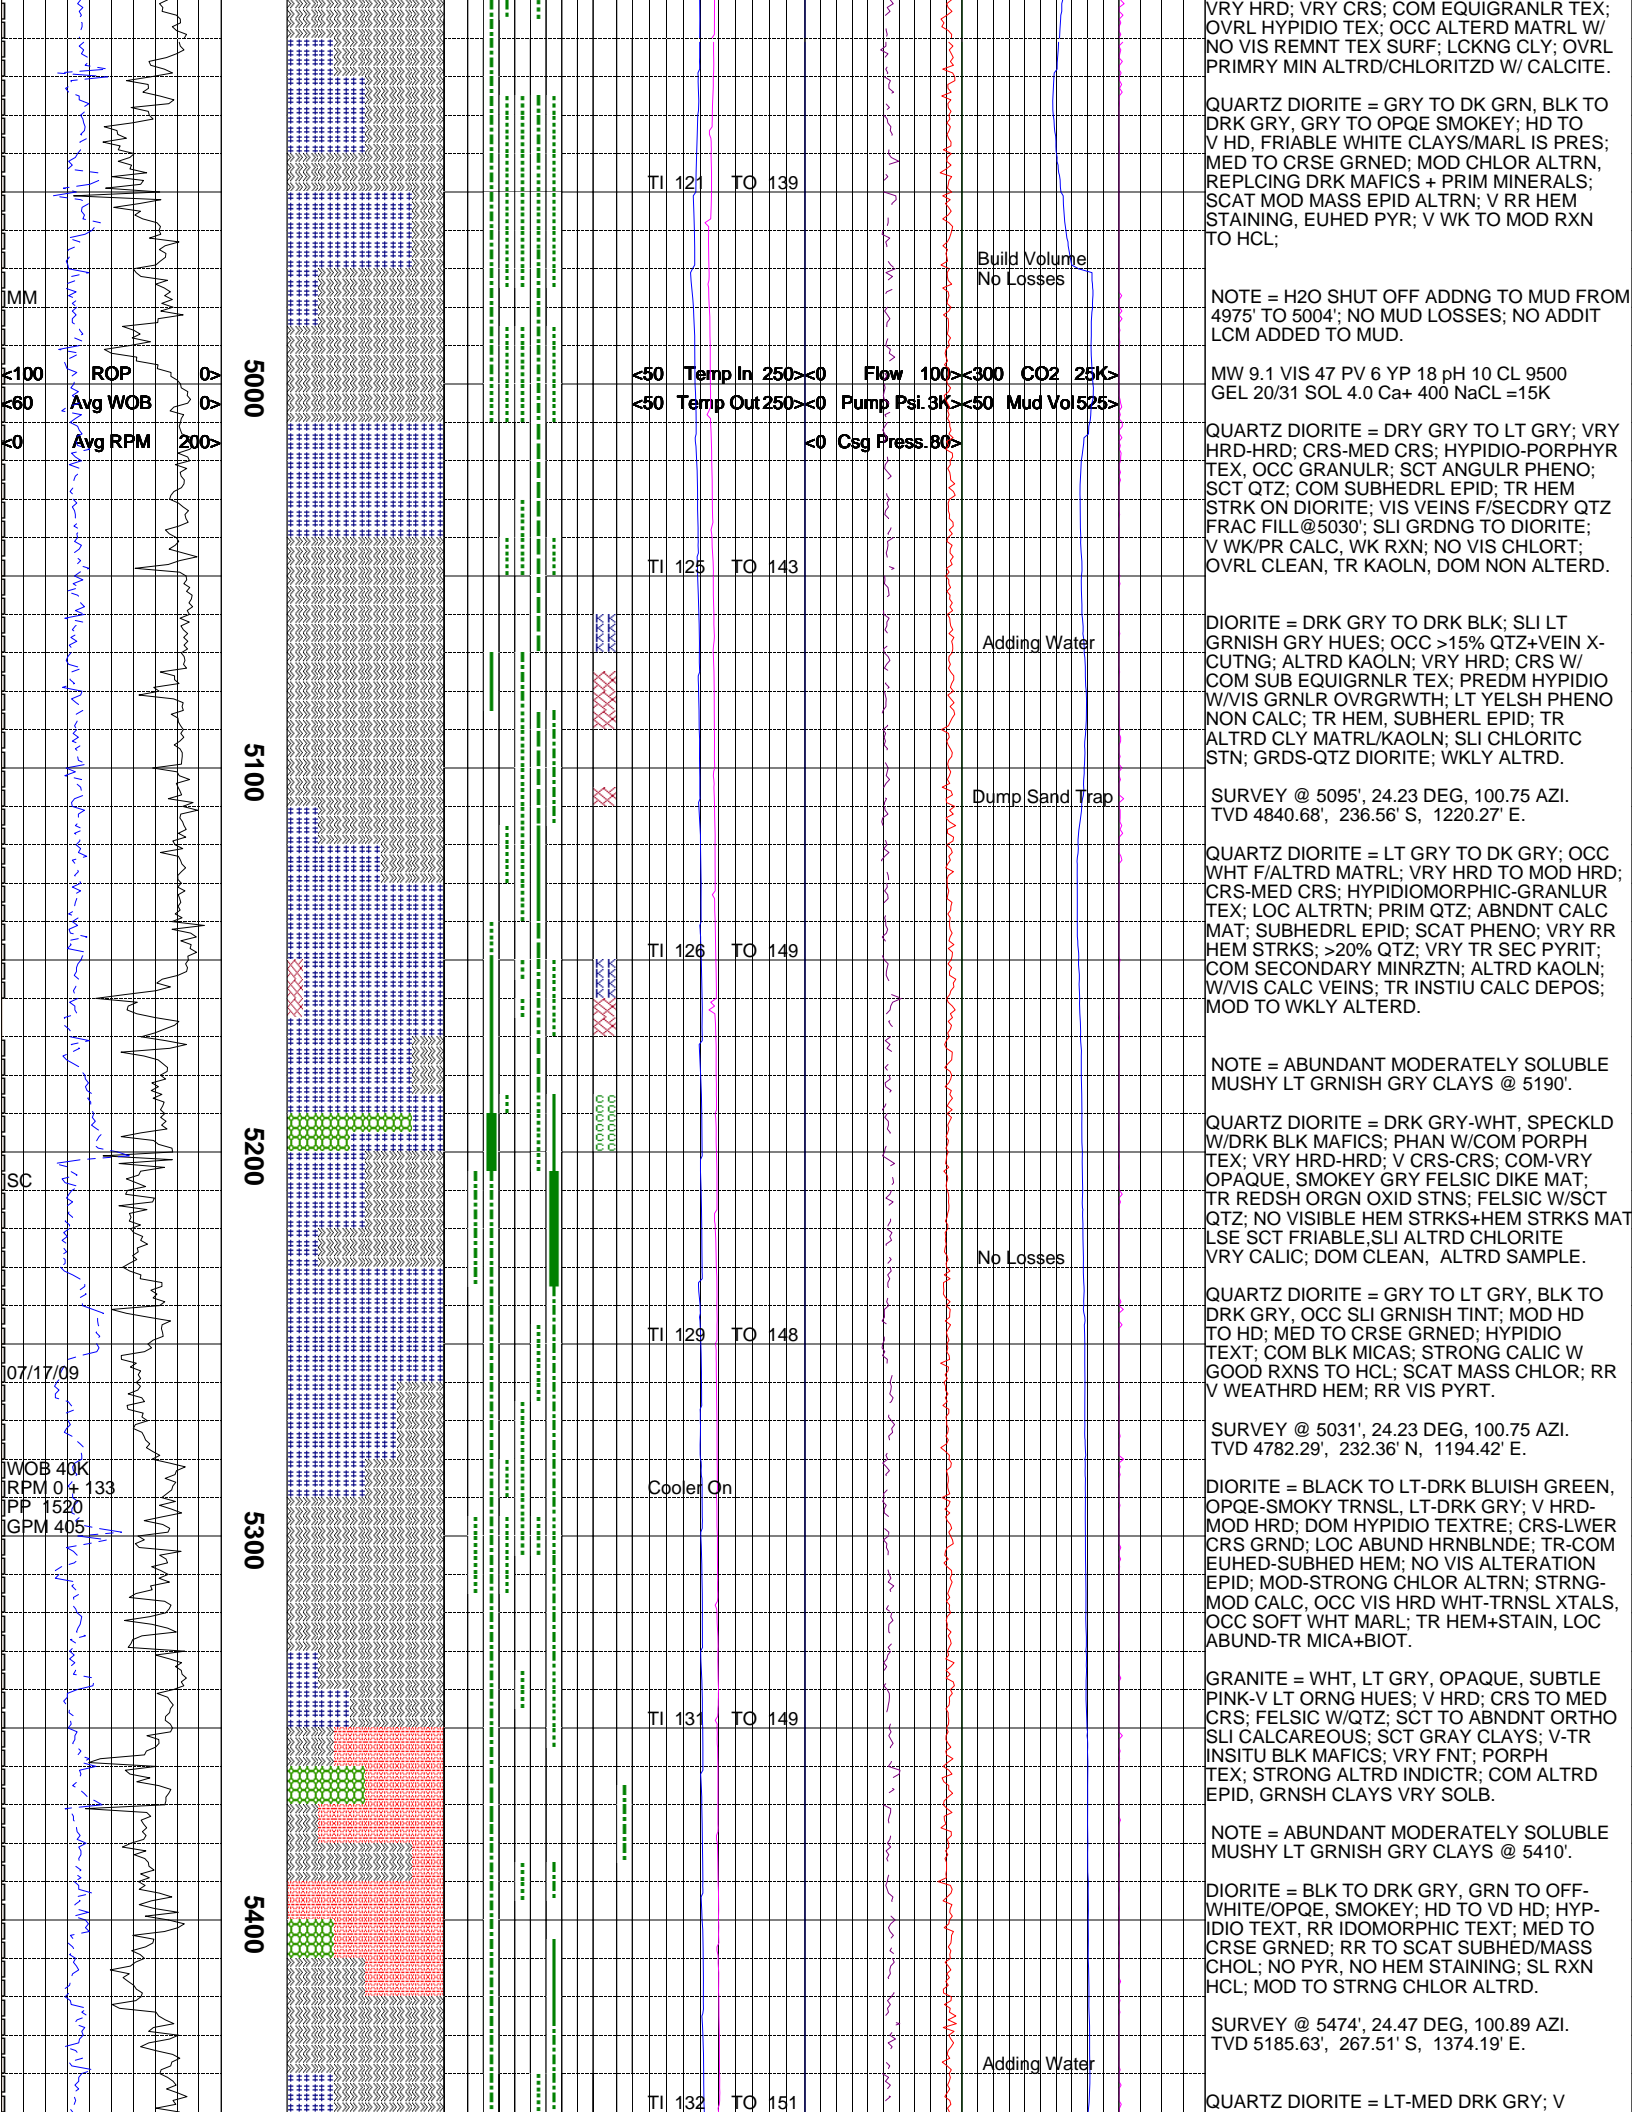 VRY HRD; VRY CRS; COM EQUIGRANLR TEX;
OVRL HYPIDIO TEX; OCC ALTERD MATRL W/
NO VIS REMNT TEX SURF; LCKNG CLY; OVRL
PRIMRY MIN ALTRD/CHLORITZD W/ CALCITE.
QUARTZ DIORITE = GRY TO DK GRN, BLK TO
DRK GRY, GRY TO OPQE SMOKEY; HD TO
V HD, FRIABLE WHITE CLAYS/MARL IS PRES;
MED TO CRSE GRNED; MOD CHLOR ALTRN,
REPLCING DRK MAFICS + PRIM MINERALS;
SCAT MOD MASS EPID ALTRN; V RR HEM
STAINING, EUHED PYR; V WK TO MOD RXN
TO HCL;
TI 121 TO 139
Build Volume
No Losses
]MM
NOTE = H2O SHUT OFF ADDNG TO MUD FROM
4975' TO 5004'; NO MUD LOSSES; NO ADDIT
LCM ADDED TO MUD.
<100 ROP 0>
<60 Avg WOB 0>
<0 Avg RPM 200>
5000
<50 Temp In 250><0 Flow 100><300 CO2 25K>
<50 Temp Out 250><0 Pump Psi. 3K><50 Mud Vol 525>
<0 Csg Press. 80>
MW 9.1 VIS 47 PV 6 YP 18 pH 10 CL 9500
GEL 20/31 SOL 4.0 Ca+ 400 NaCL =15K
QUARTZ DIORITE = DRY GRY TO LT GRY; VRY
HRD-HRD; CRS-MED CRS; HYPIDIO-PORPHYR
TEX, OCC GRANULR; SCT ANGULR PHENO;
SCT QTZ; COM SUBHEDRL EPID; TR HEM
STRK ON DIORITE; VIS VEINS F/SECDRY QTZ
FRAC FILL@5030'; SLI GRDNG TO DIORITE;
V WK/PR CALC, WK RXN; NO VIS CHLORT;
OVRL CLEAN, TR KAOLN, DOM NON ALTERD.
TI 125 TO 143
Adding Water
DIORITE = DRK GRY TO DRK BLK; SLI LT
GRNISH GRY HUES; OCC >15% QTZ+VEIN X-
CUTNG; ALTRD KAOLN; VRY HRD; CRS W/
COM SUB EQUIGRNLR TEX; PREDM HYPIDIO
W/VIS GRNLR OVRGRWTH; LT YELSH PHENO
NON CALC; TR HEM, SUBHERL EPID; TR
ALTRD CLY MATRL/KAOLN; SLI CHLORITC
STN; GRDS-QTZ DIORITE; WKLY ALTRD.
5100
Dump Sand Trap
SURVEY @ 5095', 24.23 DEG, 100.75 AZI.
TVD 4840.68', 236.56' S, 1220.27' E.
QUARTZ DIORITE = LT GRY TO DK GRY; OCC
WHT F/ALTRD MATRL; VRY HRD TO MOD HRD;
CRS-MED CRS; HYPIDIOMORPHIC-GRANLUR
TEX; LOC ALTRTN; PRIM QTZ; ABNDNT CALC
MAT; SUBHEDRL EPID; SCAT PHENO; VRY RR
HEM STRKS; >20% QTZ; VRY TR SEC PYRIT;
COM SECONDARY MINRZTN; ALTRD KAOLN;
W/VIS CALC VEINS; TR INSTIU CALC DEPOS;
MOD TO WKLY ALTERD.
TI 126 TO 149
NOTE = ABUNDANT MODERATELY SOLUBLE
MUSHY LT GRNISH GRY CLAYS @ 5190'.
5200
]SC
QUARTZ DIORITE = DRK GRY-WHT, SPECKLD
W/DRK BLK MAFICS; PHAN W/COM PORPH
TEX; VRY HRD-HRD; V CRS-CRS; COM-VRY
OPAQUE, SMOKEY GRY FELSIC DIKE MAT;
TR REDSH ORGN OXID STNS; FELSIC W/SCT
QTZ; NO VISIBLE HEM STRKS+HEM STRKS MAT
LSE SCT FRIABLE,SLI ALTRD CHLORITE
VRY CALIC; DOM CLEAN, ALTRD SAMPLE.
No Losses
TI 129 TO 148
QUARTZ DIORITE = GRY TO LT GRY, BLK TO
DRK GRY, OCC SLI GRNISH TINT; MOD HD
TO HD; MED TO CRSE GRNED; HYPIDIO
TEXT; COM BLK MICAS; STRONG CALIC W
GOOD RXNS TO HCL; SCAT MASS CHLOR; RR
V WEATHRD HEM; RR VIS PYRT.
]07/17/09
SURVEY @ 5031', 24.23 DEG, 100.75 AZI.
TVD 4782.29', 232.36' N, 1194.42' E.
]WOB 40K
]RPM 0 + 133
]PP 1520
]GPM 405
5300
Cooler On
DIORITE = BLACK TO LT-DRK BLUISH GREEN,
OPQE-SMOKY TRNSL, LT-DRK GRY; V HRD-
MOD HRD; DOM HYPIDIO TEXTRE; CRS-LWER
CRS GRND; LOC ABUND HRNBLNDE; TR-COM
EUHED-SUBHED HEM; NO VIS ALTERATION
EPID; MOD-STRONG CHLOR ALTRN; STRNG-
MOD CALC, OCC VIS HRD WHT-TRNSL XTALS,
OCC SOFT WHT MARL; TR HEM+STAIN, LOC
ABUND-TR MICA+BIOT.
TI 131 TO 149
GRANITE = WHT, LT GRY, OPAQUE, SUBTLE
PINK-V LT ORNG HUES; V HRD; CRS TO MED
CRS; FELSIC W/QTZ; SCT TO ABNDNT ORTHO
SLI CALCAREOUS; SCT GRAY CLAYS; V-TR
INSITU BLK MAFICS; VRY FNT; PORPH
TEX; STRONG ALTRD INDICTR; COM ALTRD
EPID, GRNSH CLAYS VRY SOLB.
NOTE = ABUNDANT MODERATELY SOLUBLE
MUSHY LT GRNISH GRY CLAYS @ 5410'.
5400
DIORITE = BLK TO DRK GRY, GRN TO OFF-
WHITE/OPQE, SMOKEY; HD TO VD HD; HYP-
IDIO TEXT, RR IDOMORPHIC TEXT; MED TO
CRSE GRNED; RR TO SCAT SUBHED/MASS
CHOL; NO PYR, NO HEM STAINING; SL RXN
HCL; MOD TO STRNG CHLOR ALTRD.
SURVEY @ 5474', 24.47 DEG, 100.89 AZI.
TVD 5185.63', 267.51' S, 1374.19' E.
Adding Water
TI 132 TO 151
QUARTZ DIORITE = LT-MED DRK GRY; V